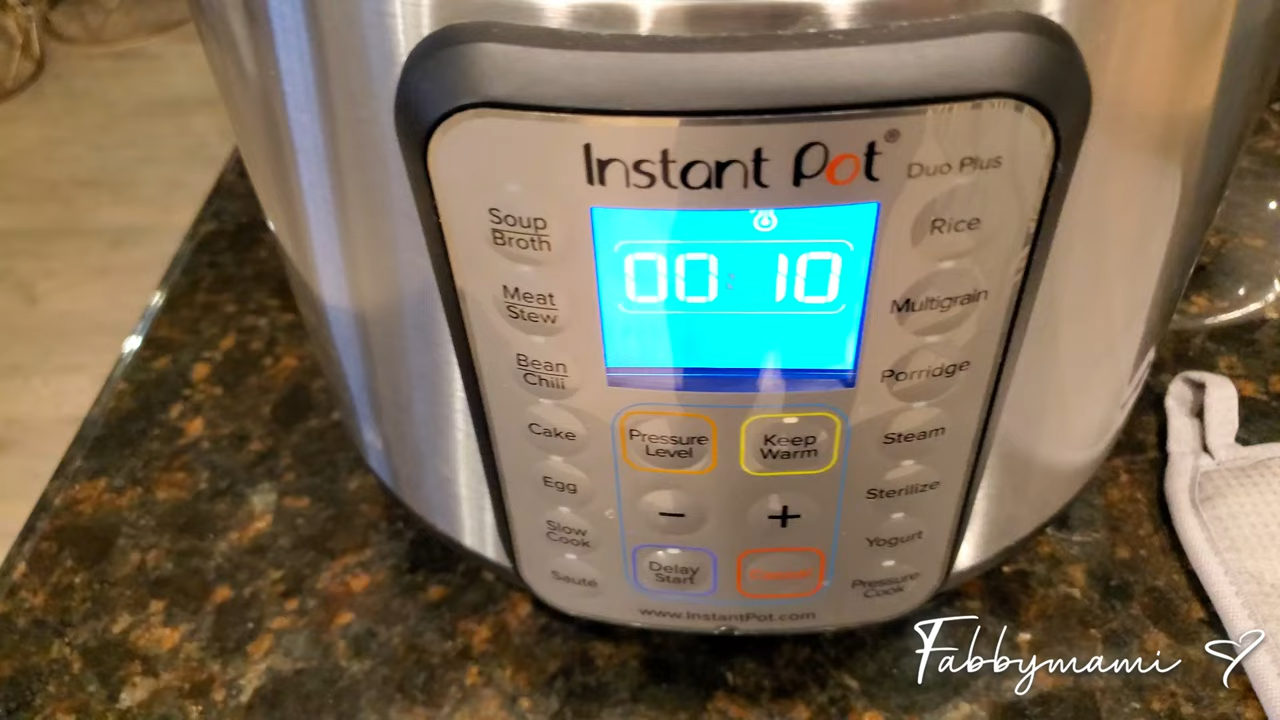 Instant Pot®
Duo Plus
00:10
Soup
Broth
Meat
Stew
Bean
Chili
Cake
Egg
Slow
Cook
Sauté
Pressure
Level
Keep
Warm
−
+
Delay
Start
Cancel
Rice
Multigrain
Porridge
Steam
Sterilize
Yogurt
Pressure
Cook
www.InstantPot.com
Fabbymami